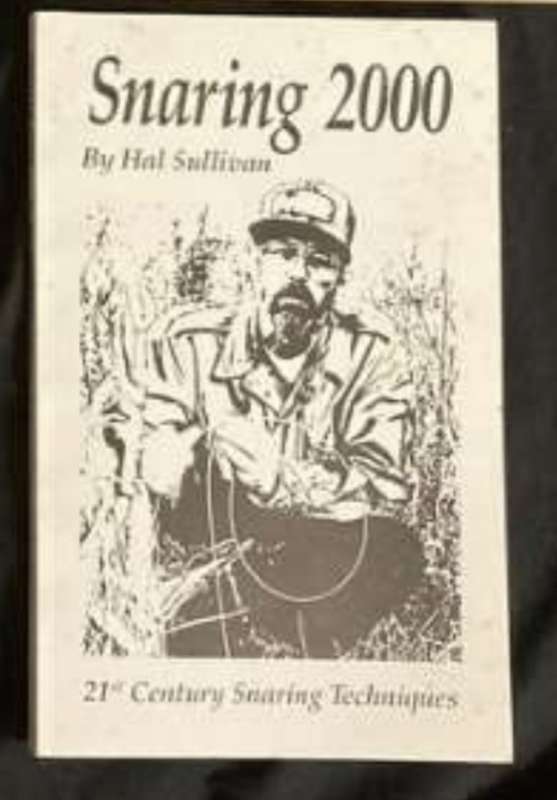 Snaring 2000
By Hal Sullivan
21st Century Snaring Techniques